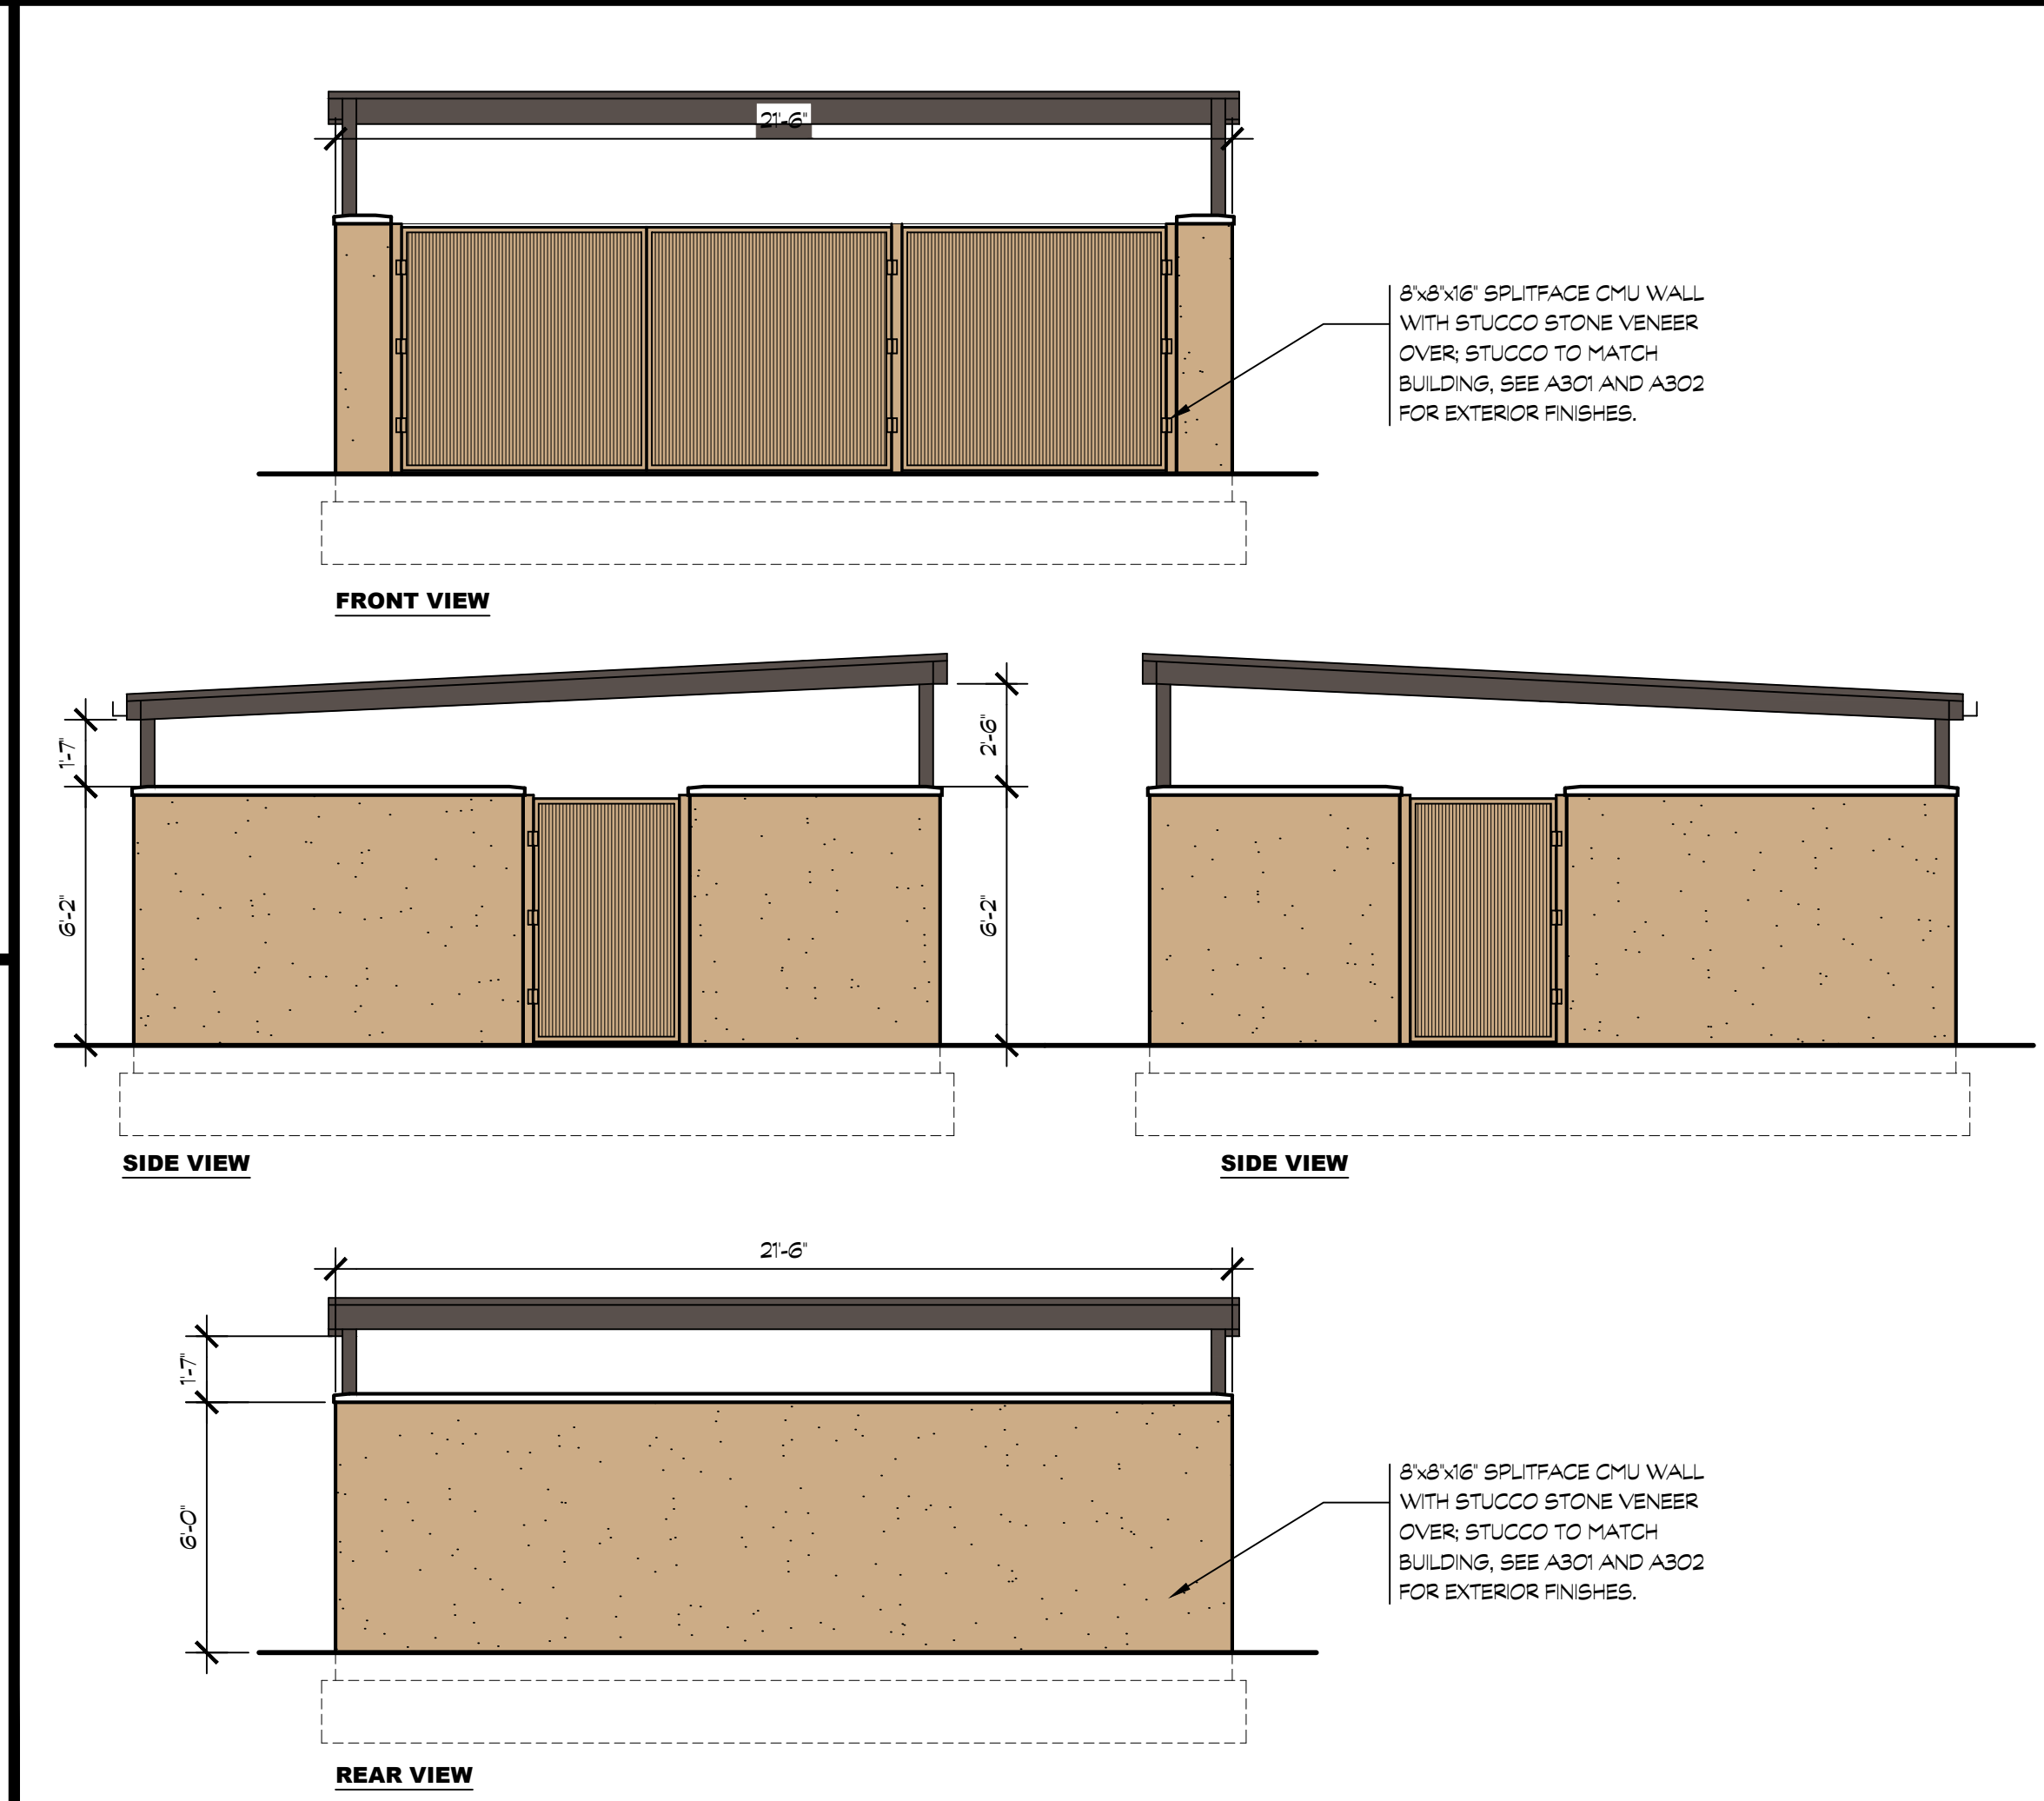 21'-6"
8"x8"x16" SPLITFACE CMU WALL
WITH STUCCO STONE VENEER
OVER; STUCCO TO MATCH
BUILDING, SEE A301 AND A302
FOR EXTERIOR FINISHES.
FRONT VIEW
1'-7"
2'-6"
6'-2"
6'-2"
SIDE VIEW
SIDE VIEW
21'-6"
1'-7"
6'-0"
8"x8"x16" SPLITFACE CMU WALL
WITH STUCCO STONE VENEER
OVER; STUCCO TO MATCH
BUILDING, SEE A301 AND A302
FOR EXTERIOR FINISHES.
REAR VIEW